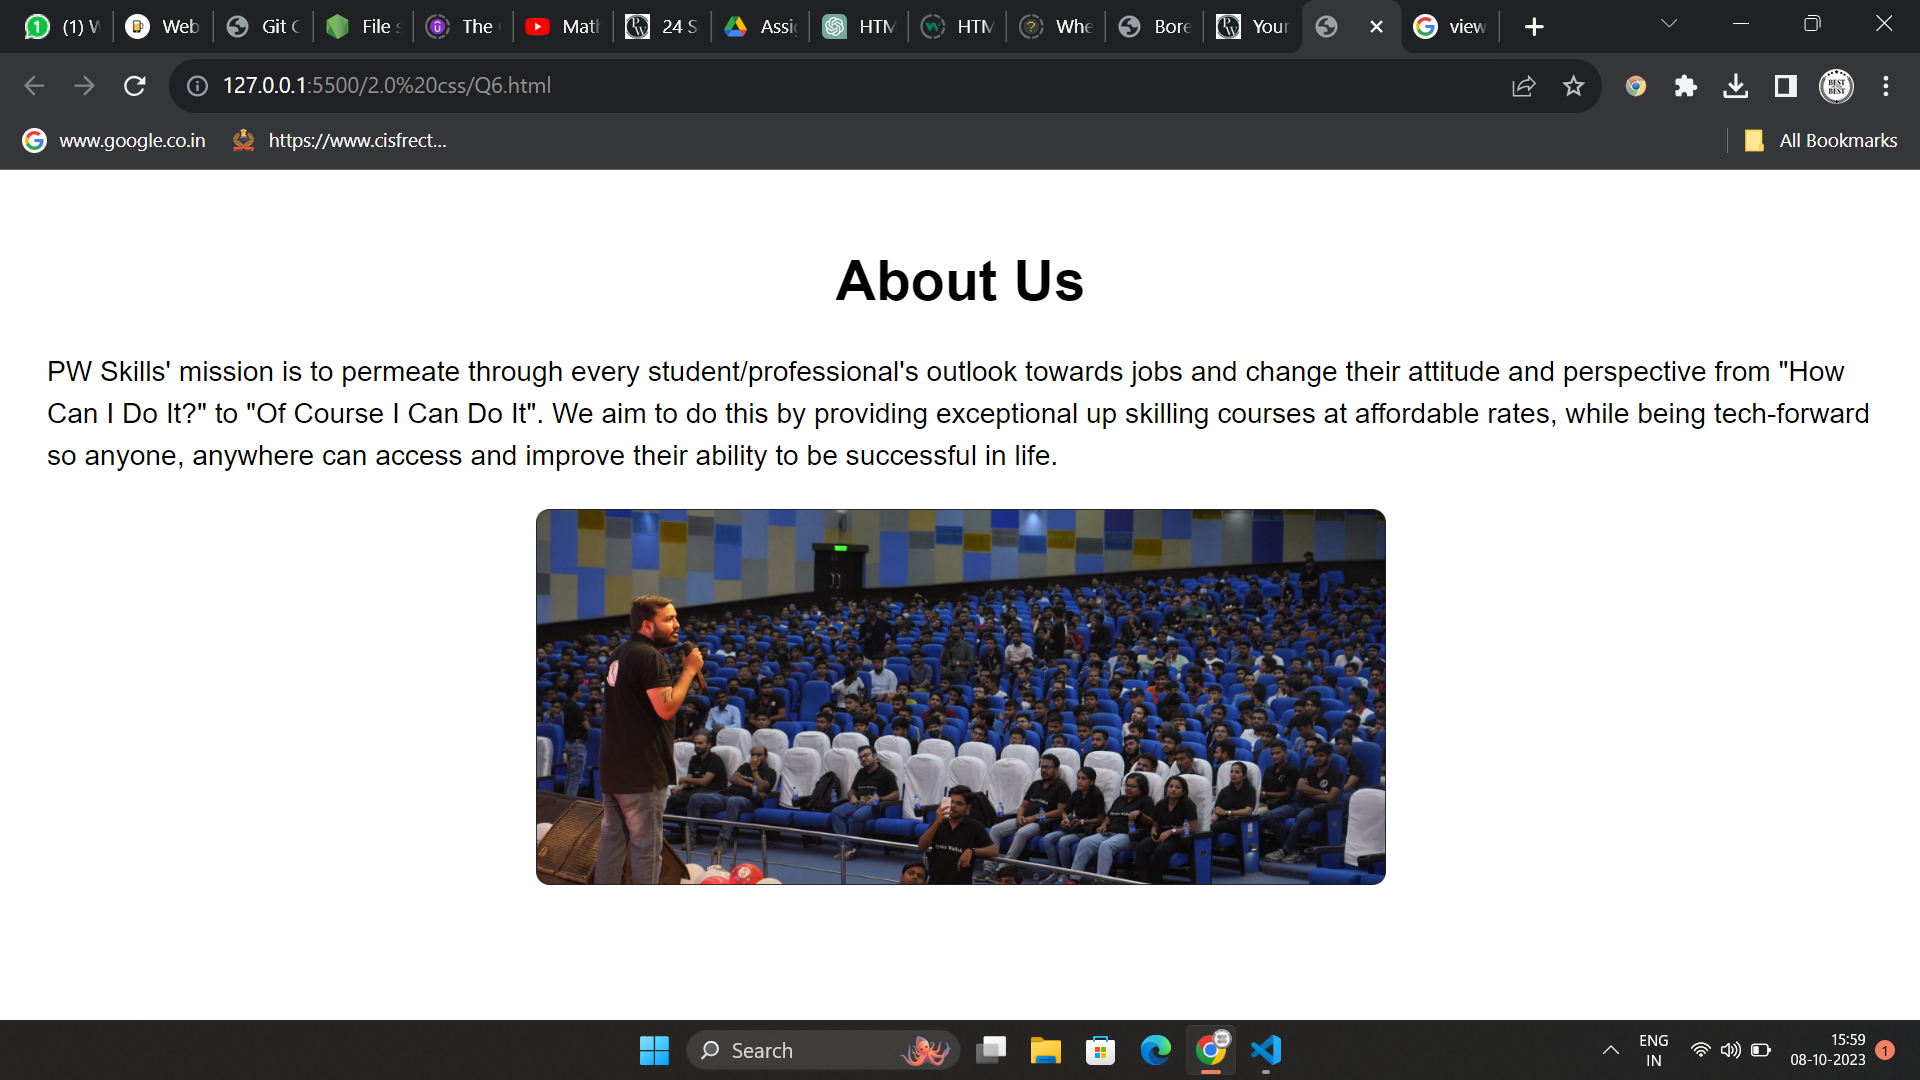 (1) W
Web
Git C
File s
The
Math
24 S
Assig
HTM
HTM
Whe
Bore
Your
view
127.0.0.1:5500/2.0%20css/Q6.html
www.google.co.in
https://www.cisfrect...
All Bookmarks
About Us
PW Skills' mission is to permeate through every student/professional's outlook towards jobs and change their attitude and perspective from "How
Can I Do It?" to "Of Course I Can Do It". We aim to do this by providing exceptional up skilling courses at affordable rates, while being tech-forward
so anyone, anywhere can access and improve their ability to be successful in life.
Search
ENG
IN
15:59
08-10-2023
1